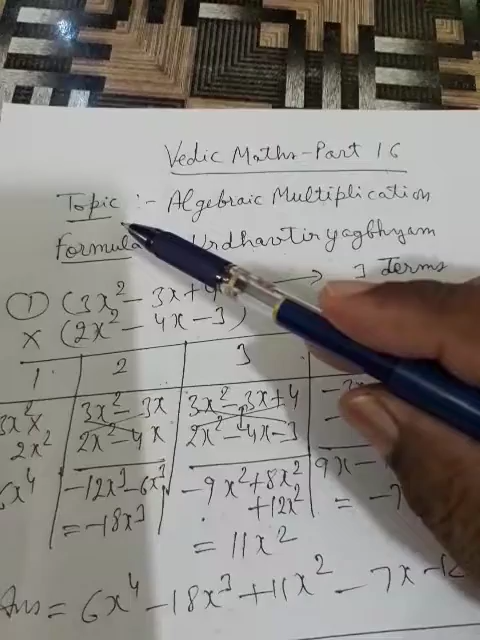 Vedic Maths-Part 16
Topic :- Algebraic Multiplication
Formula Urdhavtiryagbhyam
① (3x² - 3x + 4 → 3 Terms
X (2x² - 4x - 3)
1 2 3
3x² x 3x² - 3x 3x² - 3x + 4
2x² 2x² - 4x 2x² - 4x - 3
6x⁴ -12x³ - 6x³ -9x² + 8x² 9x -
= -18x³ +12x² = -7
= 11x²
Ans = 6x⁴ - 18x³ + 11x² - 7x - 12